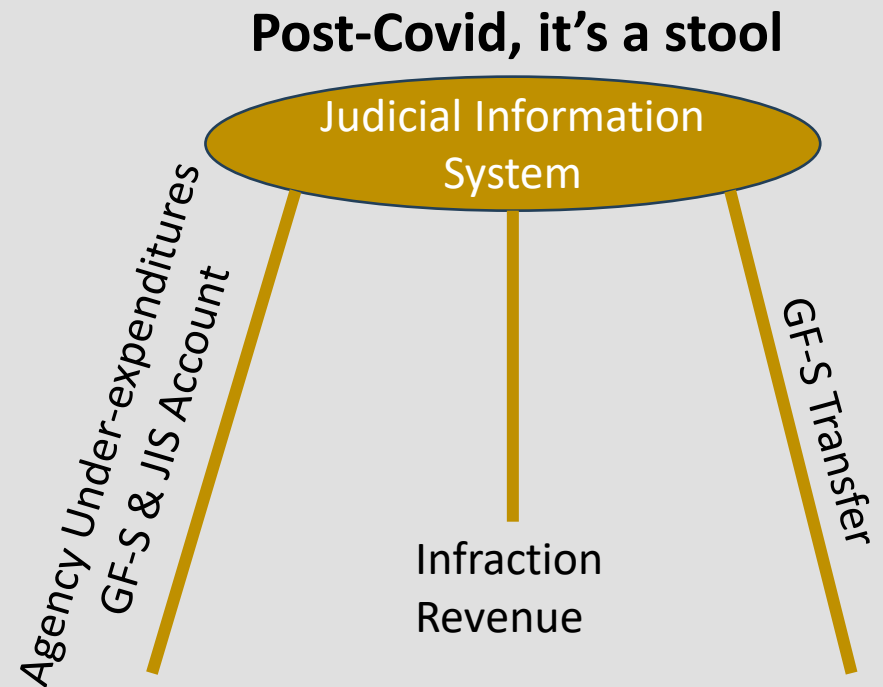 Post-Covid, it’s a stool
Judicial Information
System
Agency Under-expenditures
GF-S & JIS Account
Infraction
Revenue
GF-S Transfer